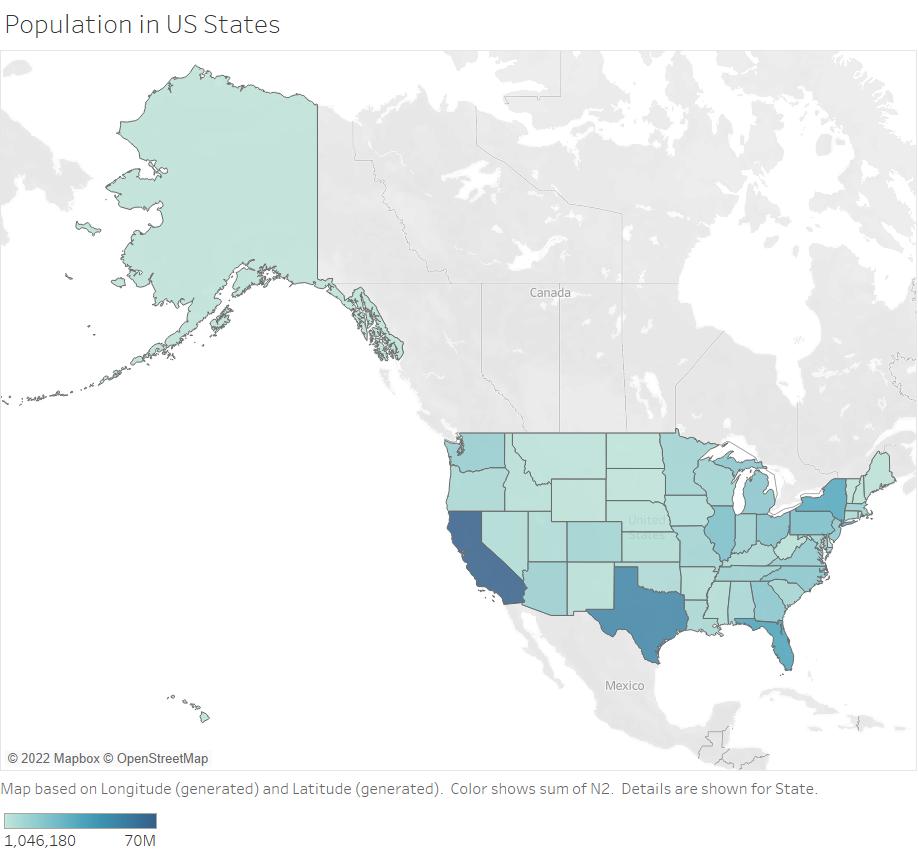 Population in US States
Canada
United
States
Mexico
© 2022 Mapbox © OpenStreetMap
Map based on Longitude (generated) and Latitude (generated). Color shows sum of N2. Details are shown for State.
1,046,180 70M